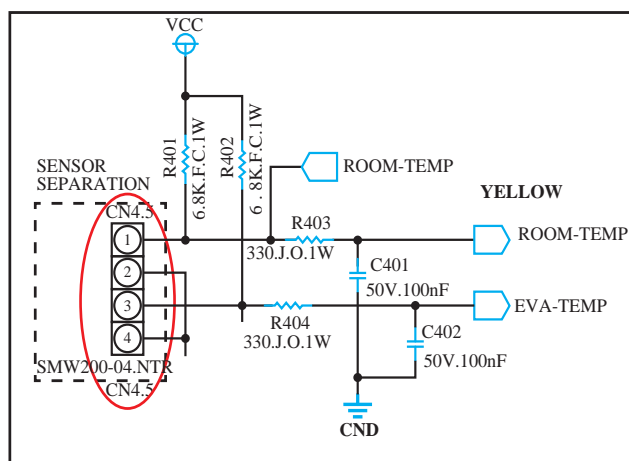 VCC
R401
6.8K.F.C.1W
R402
6 . 8K.F.C.1W
ROOM-TEMP
SENSOR
SEPARATION
YELLOW
CN4.5
1
R403
ROOM-TEMP
330.J.O.1W
C401
50V.100nF
2
3
EVA-TEMP
R404
330.J.O.1W
C402
50V.100nF
4
SMW200-04.NTR
CN4.5
CND